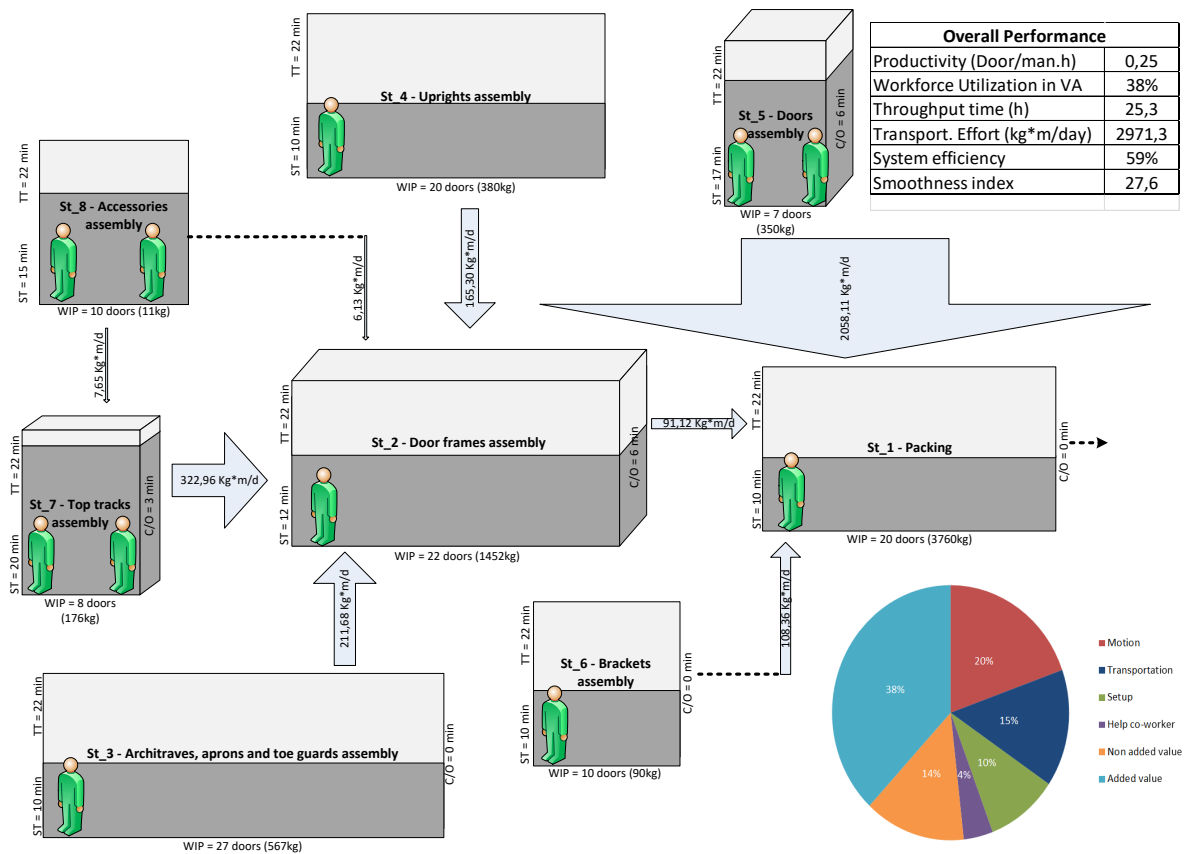 TT = 22 min
ST = 10 min
St_4 - Uprights assembly
WIP = 20 doors (380kg)
TT = 22 min
ST = 17 min
St_5 - Doors
assembly
C/O = 6 min
WIP = 7 doors
(350kg)
Overall Performance
Productivity (Door/man.h) 0,25
Workforce Utilization in VA 38%
Throughput time (h) 25,3
Transport. Effort (kg*m/day) 2971,3
System efficiency 59%
Smoothness index 27,6
TT = 22 min
ST = 15 min
St_8 - Accessories
assembly
WIP = 10 doors (11kg)
6,13 Kg*m/d
165,30 Kg*m/d
2058,11 Kg*m/d
7,65 Kg*m/d
TT = 22 min
ST = 20 min
St_7 - Top tracks
assembly
C/O = 3 min
WIP = 8 doors
(176kg)
322,96 Kg*m/d
TT = 22 min
ST = 12 min
St_2 - Door frames assembly
C/O = 6 min
WIP = 22 doors (1452kg)
91,12 Kg*m/d
TT = 22 min
ST = 10 min
St_1 - Packing
C/O = 0 min
WIP = 20 doors (3760kg)
211,68 Kg*m/d
108,36 Kg*m/d
TT = 22 min
ST = 10 min
St_3 - Architraves, aprons and toe guards assembly
C/O = 0 min
WIP = 27 doors (567kg)
TT = 22 min
ST = 10 min
St_6 - Brackets
assembly
C/O = 0 min
WIP = 10 doors (90kg)
20%
15%
10%
4%
14%
38%
Motion
Transportation
Setup
Help co-worker
Non added value
Added value